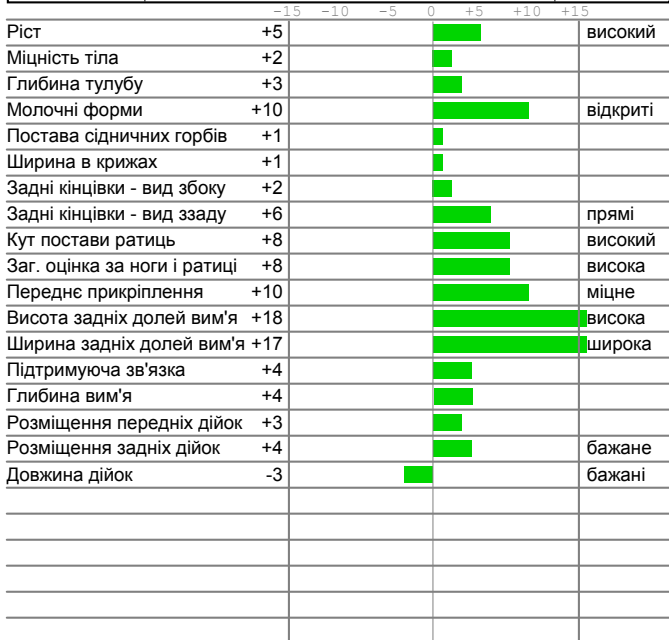 -15 -10 -5 0 +5 +10 +15
Ріст +5 високий
Міцність тіла +2
Глибина тулубу +3
Молочні форми +10 відкриті
Постава сідничних горбів +1
Ширина в крижах +1
Задні кінцівки - вид збоку +2
Задні кінцівки - вид ззаду +6 прямі
Кут постави ратиць +8 високий
Заг. оцінка за ноги і ратиці +8 висока
Переднє прикріплення +10 міцне
Висота задніх долей вим'я +18 висока
Ширина задніх долей вим'я +17 широка
Підтримуюча зв'язка +4
Глибина вим'я +4
Розміщення передніх дійок +3
Розміщення задніх дійок +4 бажане
Довжина дійок -3 бажані